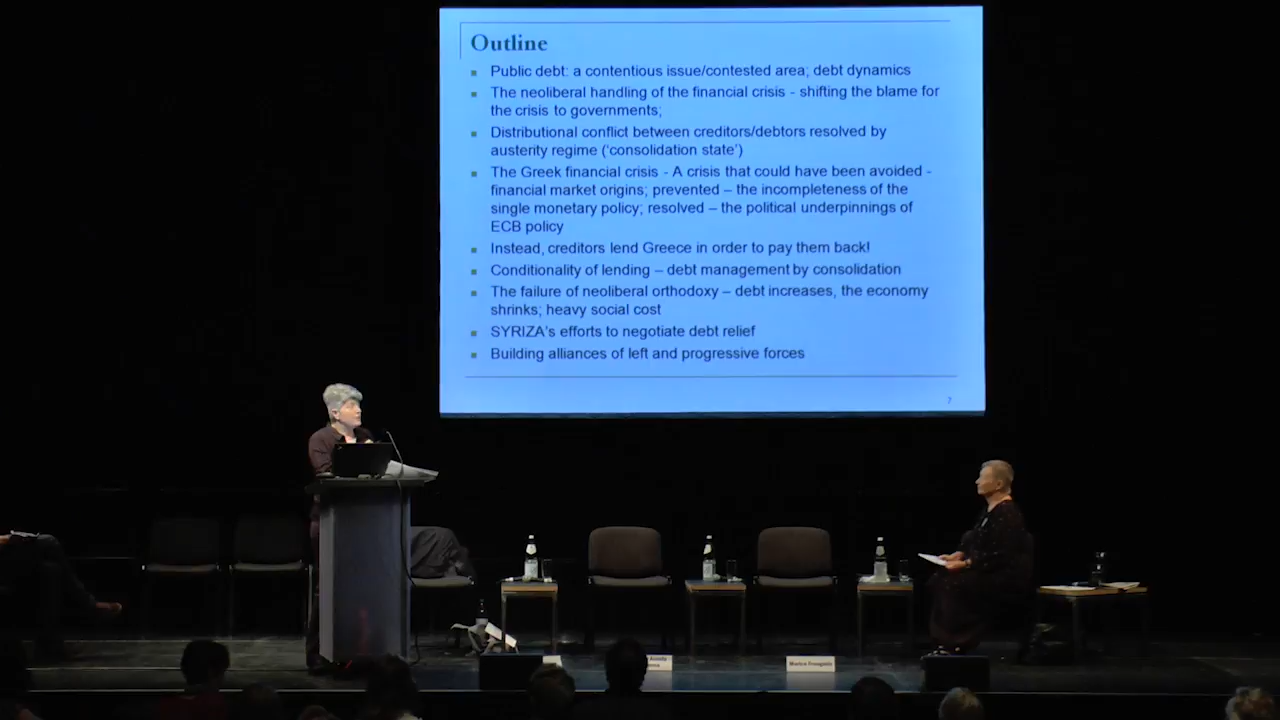 Outline
Public debt: a contentious issue/contested area; debt dynamics
The neoliberal handling of the financial crisis - shifting the blame for
the crisis to governments;
Distributional conflict between creditors/debtors resolved by
austerity regime (‘consolidation state’)
The Greek financial crisis - A crisis that could have been avoided -
financial market origins; prevented – the incompleteness of the
single monetary policy; resolved – the political underpinnings of
ECB policy
Instead, creditors lend Greece in order to pay them back!
Conditionality of lending – debt management by consolidation
The failure of neoliberal orthodoxy – debt increases, the economy
shrinks; heavy social cost
SYRIZA's efforts to negotiate debt relief
Building alliances of left and progressive forces
7
Marica Frangakis